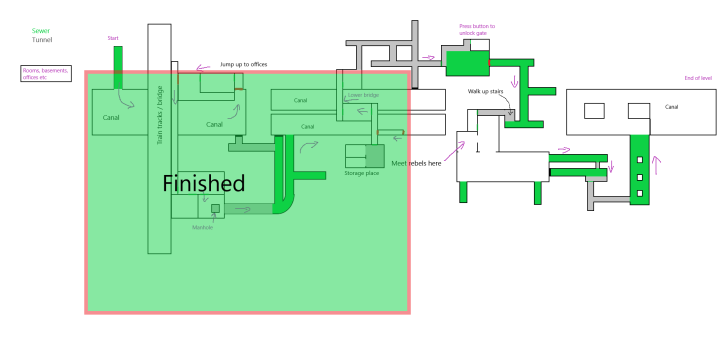 Sewer
Tunnel
Start
Rooms, basements,
offices etc
Jump up to offices
Press button to
unlock gate
End of level
Lower bridge
Walk up stairs
Canal
Canal
Canal
Canal
Canal
Train tracks / bridge
Meet rebels here
Storage place
Finished
Manhole